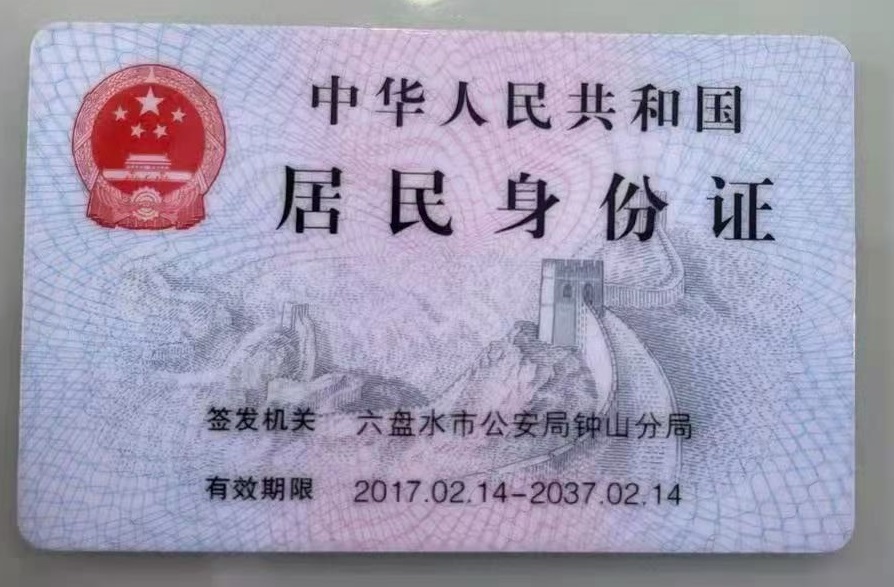 中华人民共和国
居民身份证
签发机关 六盘水市公安局钟山分局
有效期限 2017.02.14-2037.02.14